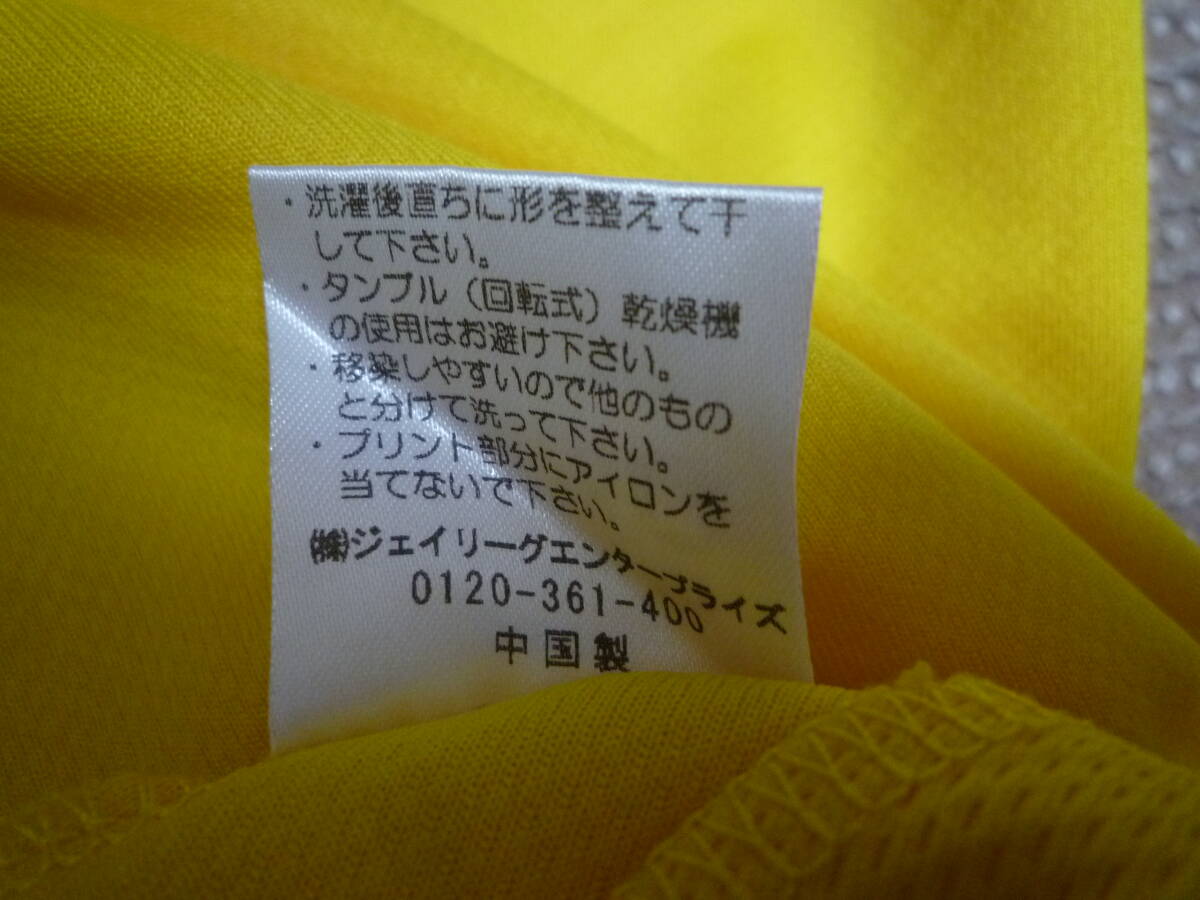 ・洗濯後直ちに形を整えて干
して下さい。
・タンブル（回転式）乾燥機
の使用はお避け下さい。
・移染しやすいので他のもの
と分けて洗って下さい。
・プリント部分にアイロンを
当てないで下さい。
㈱ジェイリーグエンタープライズ
0120-361-400
中国製